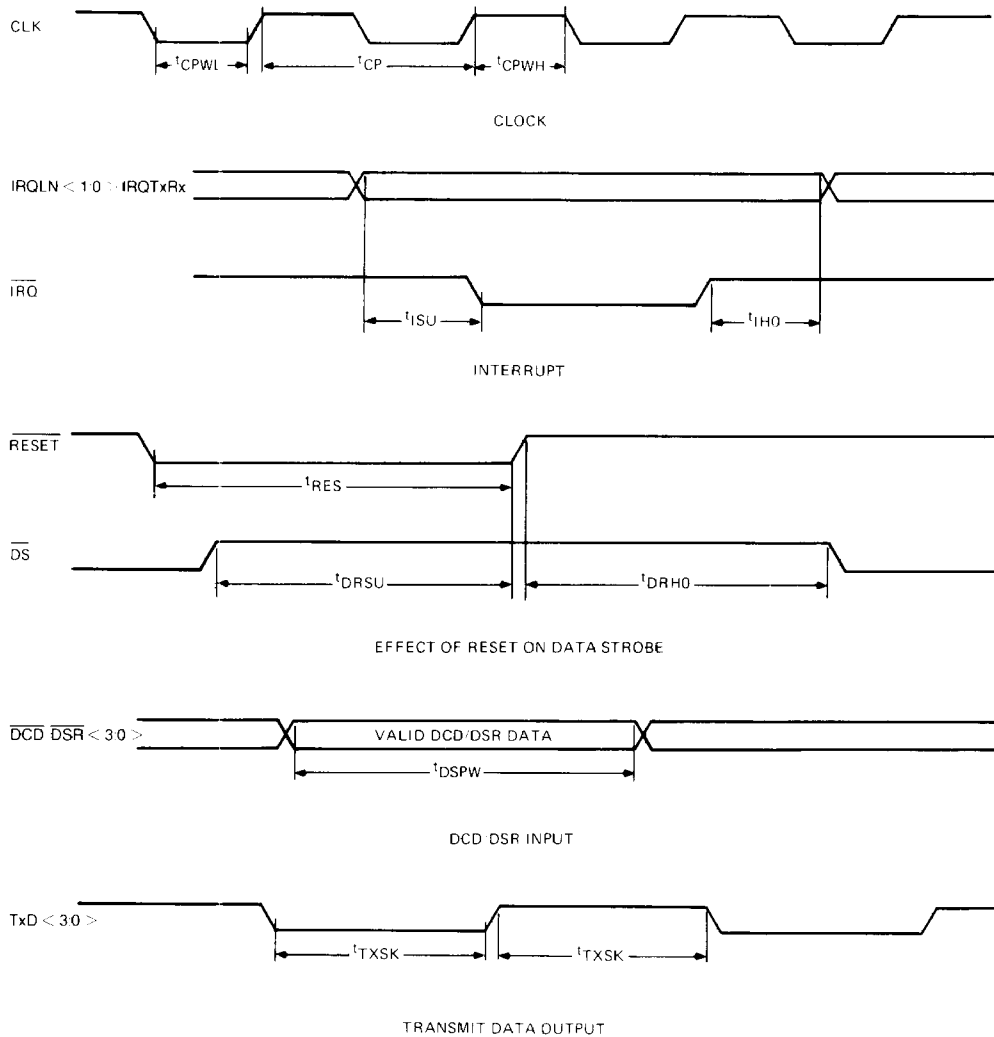 CLK
tCPWL
tCP
tCPWH
CLOCK
IRQLN < 1:0 > IRQTxRx
IRQ
tISU
tIHO
INTERRUPT
RESET
tRES
DS
tDRSU
tDRHO
EFFECT OF RESET ON DATA STROBE
DCD DSR < 3:0 >
VALID DCD/DSR DATA
tDSPW
DCD DSR INPUT
TxD < 3:0 >
tTXSK
tTXSK
TRANSMIT DATA OUTPUT